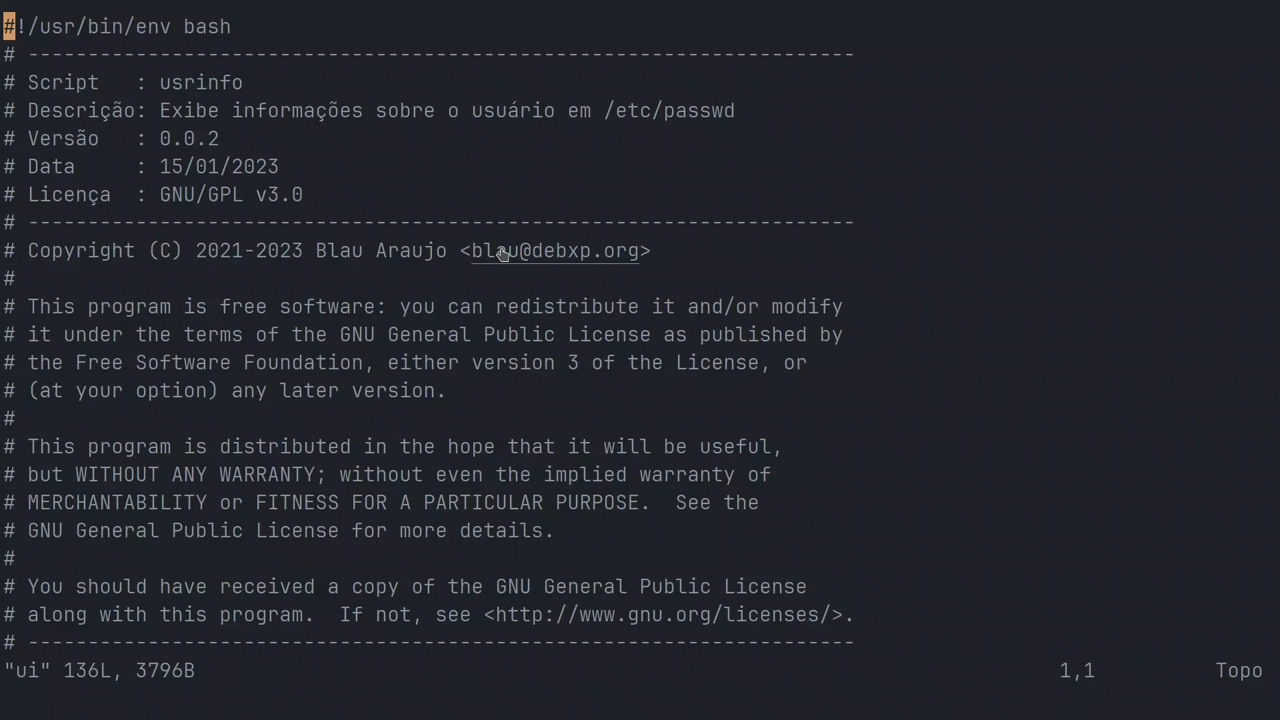 #!/usr/bin/env bash
# ---------------------------------------------------------------------
# Script   : usrinfo
# Descrição: Exibe informações sobre o usuário em /etc/passwd
# Versão   : 0.0.2
# Data     : 15/01/2023
# Licença  : GNU/GPL v3.0
# ---------------------------------------------------------------------
# Copyright (C) 2021-2023 Blau Araujo <blau@debxp.org>
#
# This program is free software: you can redistribute it and/or modify
# it under the terms of the GNU General Public License as published by
# the Free Software Foundation, either version 3 of the License, or
# (at your option) any later version.
#
# This program is distributed in the hope that it will be useful,
# but WITHOUT ANY WARRANTY; without even the implied warranty of
# MERCHANTABILITY or FITNESS FOR A PARTICULAR PURPOSE.  See the
# GNU General Public License for more details.
#
# You should have received a copy of the GNU General Public License
# along with this program.  If not, see <http://www.gnu.org/licenses/>.
# ---------------------------------------------------------------------
"ui" 136L, 3796B 1,1 Topo